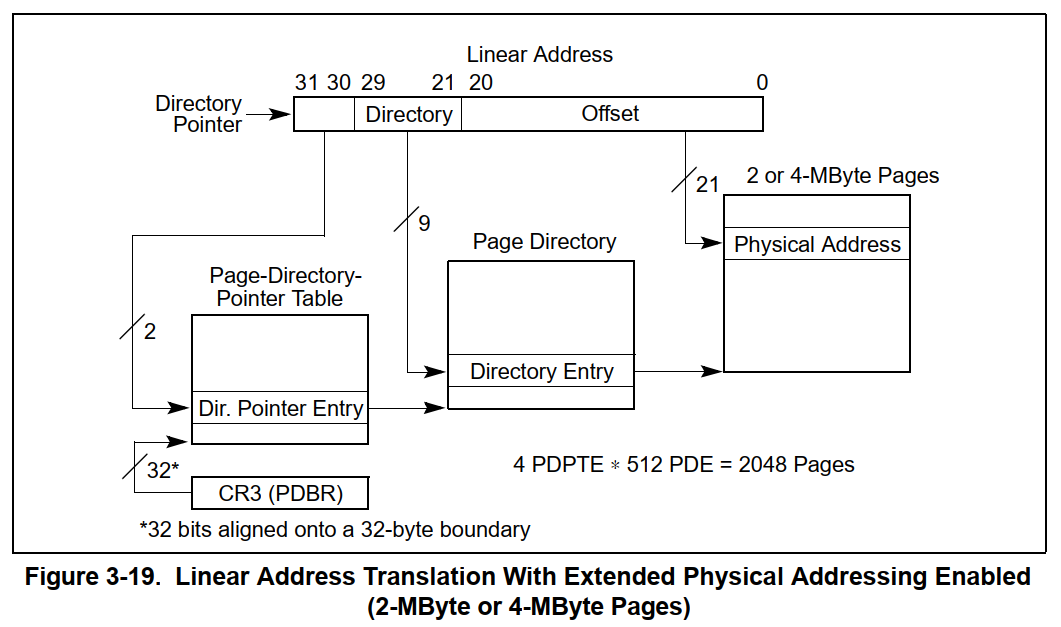 Linear Address
31 30 29 21 20 0
Directory
Pointer
Directory
Offset
21
2 or 4-MByte Pages
Physical Address
9
Page Directory
Directory Entry
Page-Directory-
Pointer Table
2
Dir. Pointer Entry
32*
CR3 (PDBR)
4 PDPTE * 512 PDE = 2048 Pages
*32 bits aligned onto a 32-byte boundary
Figure 3-19. Linear Address Translation With Extended Physical Addressing Enabled
(2-MByte or 4-MByte Pages)